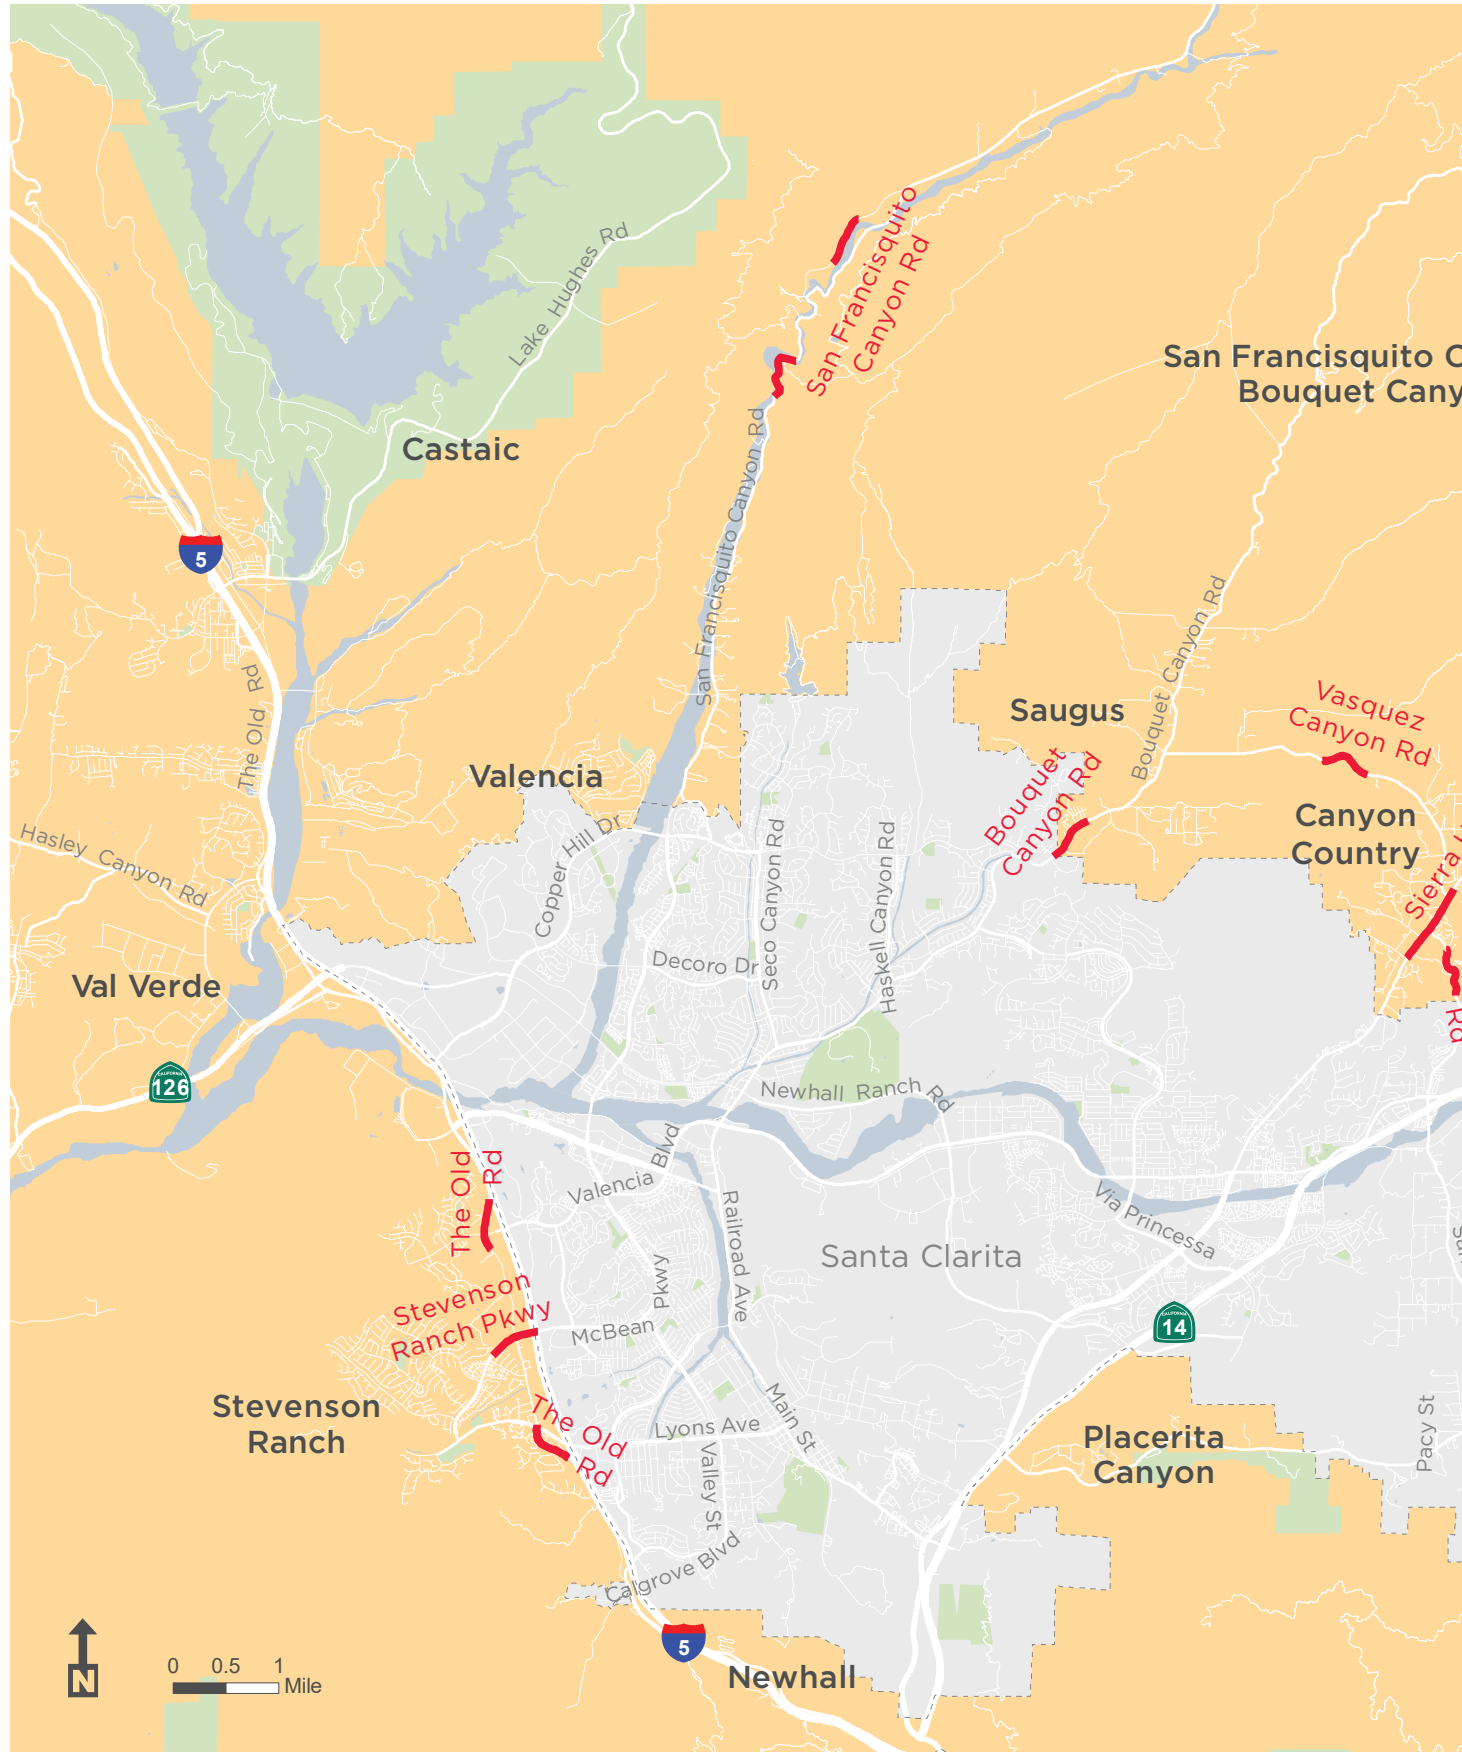 San Francisquito
Canyon Rd
Lake Hughes Rd
San Francisquito C
Bouquet Cany
Castaic
San Francisquito Canyon Rd
5
The Old Rd
Bouquet Canyon Rd
Saugus
Vasquez
Canyon Rd
Valencia
Bouquet
Canyon Rd
Canyon
Country
Hasley Canyon Rd
Copper Hill Dr
Seco Canyon Rd
Haskell Canyon Rd
Sierra
Decoro Dr
Val Verde
Rd
CALIFORNIA
126
Newhall Ranch Rd
The Old
Rd
Valencia Blvd
Via Princessa
Railroad Ave
Santa Clarita
Stevenson
Ranch Pkwy
McBean Pkwy
CALIFORNIA
14
Stevenson
Ranch
The Old
Rd
Main St
Lyons Ave
Valley St
Placerita
Canyon
Pacy St
Calgrove Blvd
5
Newhall
N
0 0.5 1
Mile